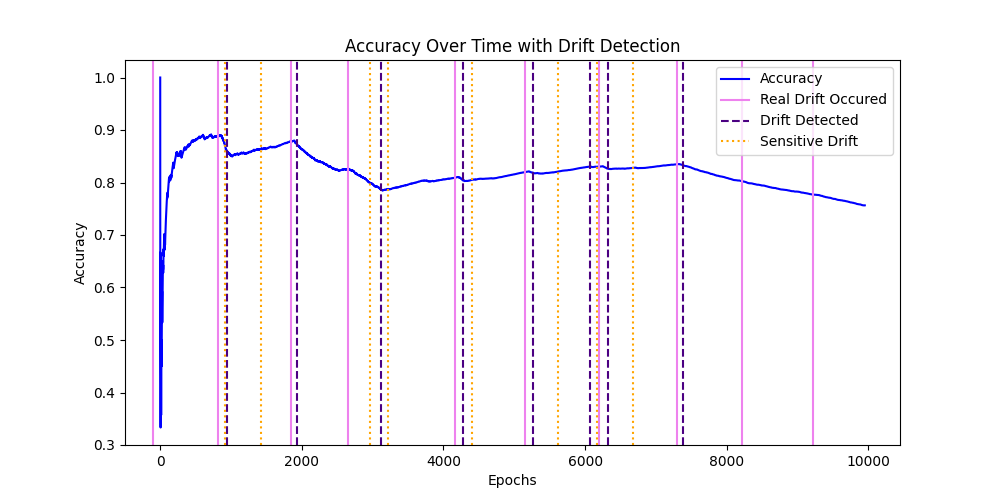 Accuracy Over Time with Drift Detection
Accuracy
Real Drift Occured
Drift Detected
Sensitive Drift
1.0
0.9
0.8
0.7
0.6
0.5
0.4
0.3
Accuracy
0 2000 4000 6000 8000 10000
Epochs